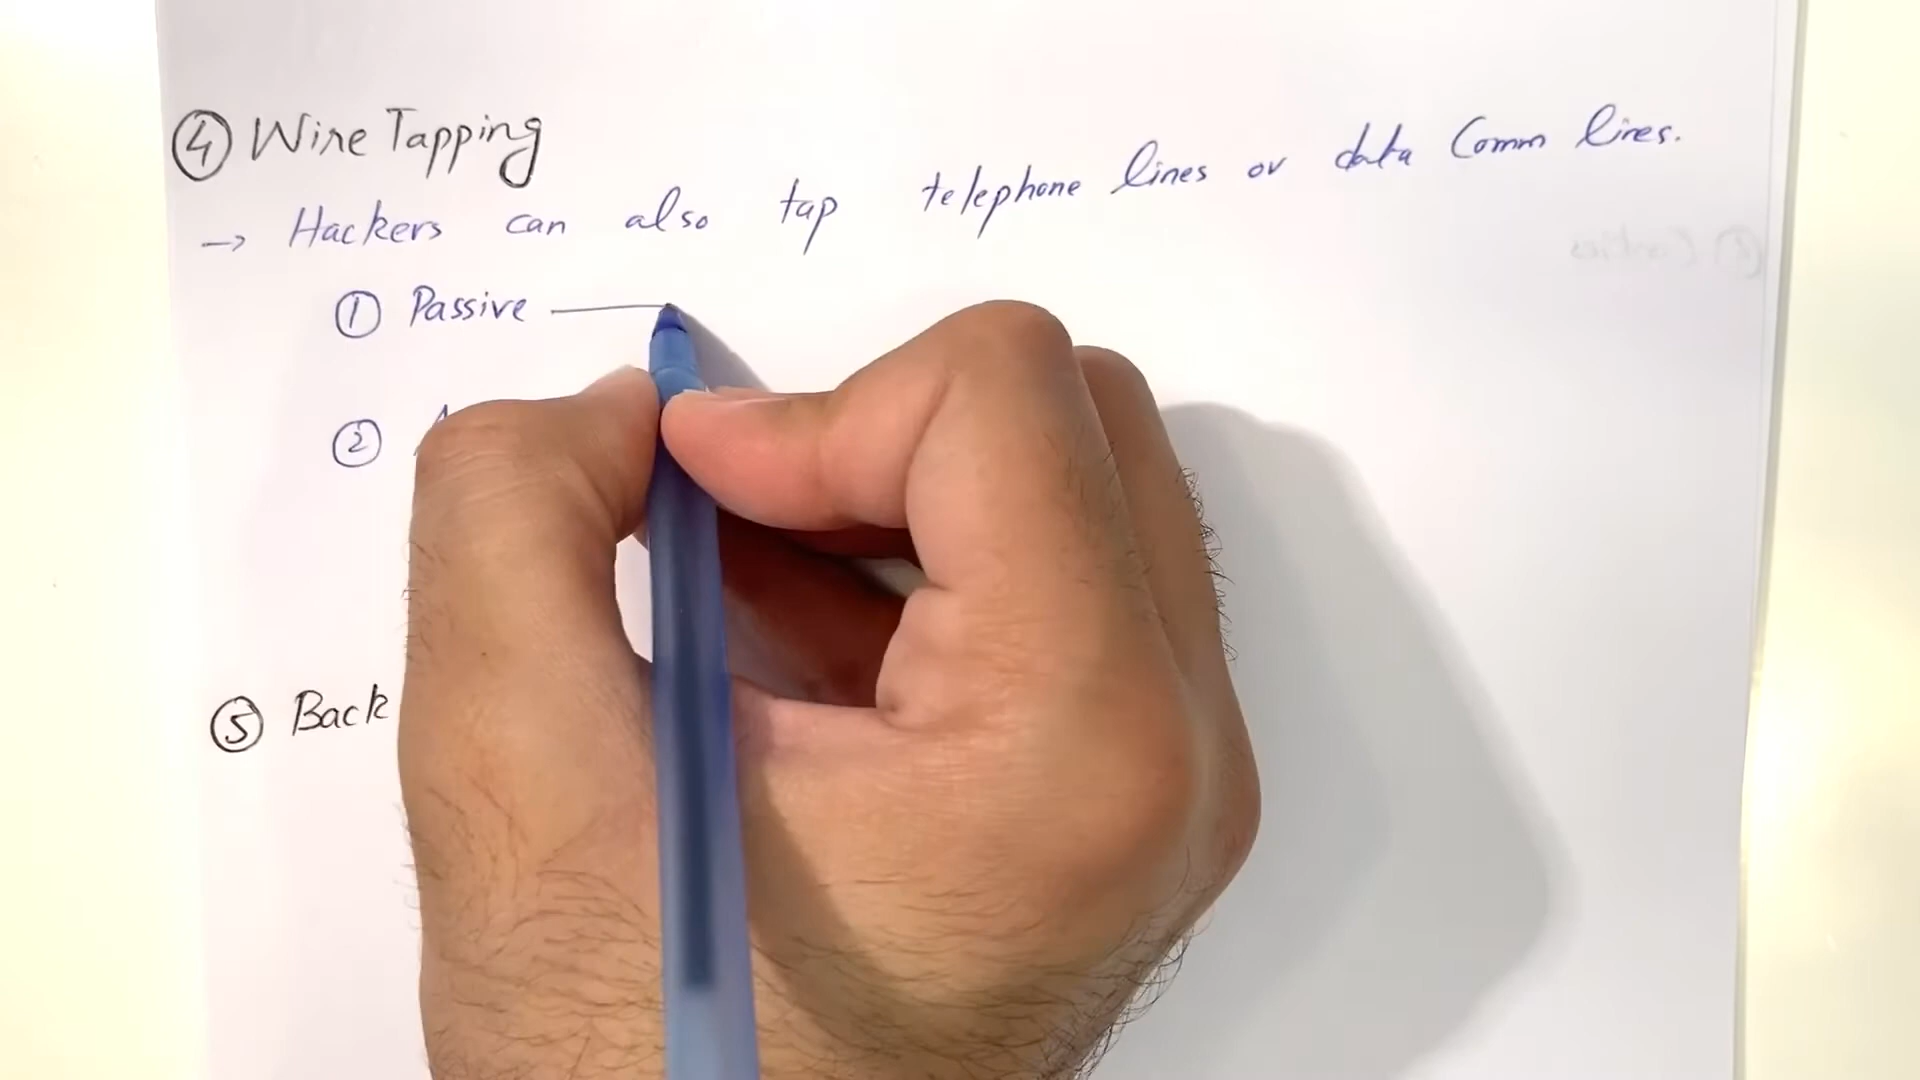 ④ Wire Tapping
→ Hackers can also tap telephone lines or data Comm lines.
① Passive
②
⑤ Back